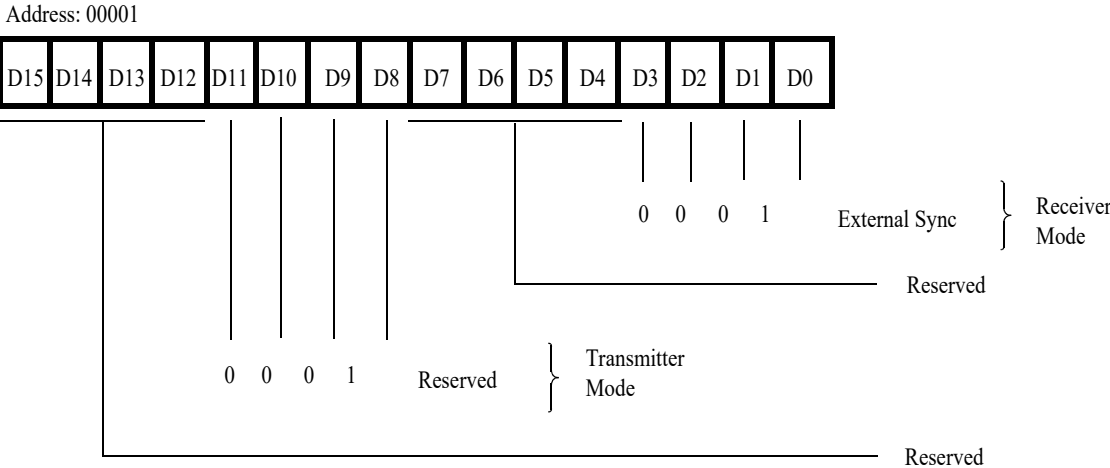 Address: 00001
D15 D14 D13 D12 D11 D10 D9 D8 D7 D6 D5 D4 D3 D2 D1 D0
0 0 0 1 External Sync
Receiver
Mode
Reserved
0 0 0 1 Reserved
Transmitter
Mode
Reserved